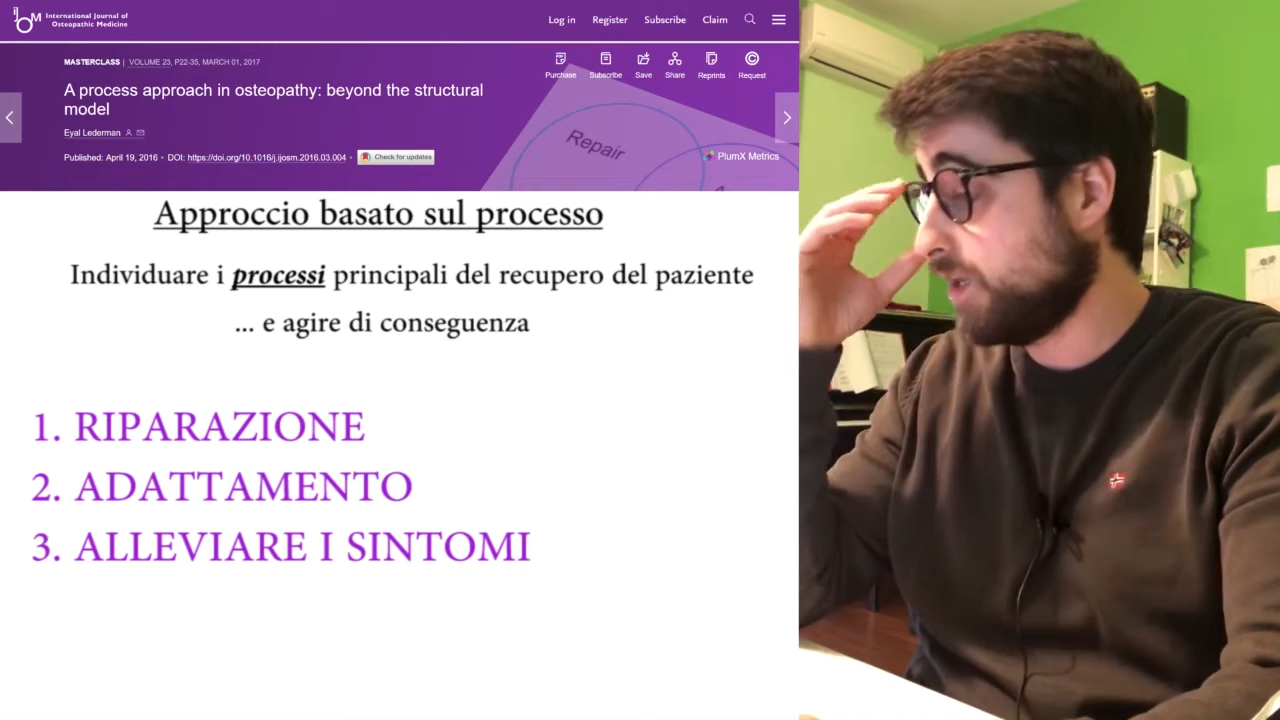 International Journal of
Osteopathic Medicine
Log in Register Subscribe Claim
MASTERCLASS | VOLUME 23, P22-35, MARCH 01, 2017
Purchase Subscribe Save Share Reprints Request
A process approach in osteopathy: beyond the structural
model
Eyal Lederman
Published: April 19, 2016 • DOI: https://doi.org/10.1016/j.ijosm.2016.03.004 •
Check for updates
Repair
PlumX Metrics
Approccio basato sul processo
Individuare i processi principali del recupero del paziente
... e agire di conseguenza
1. RIPARAZIONE
2. ADATTAMENTO
3. ALLEVIARE I SINTOMI